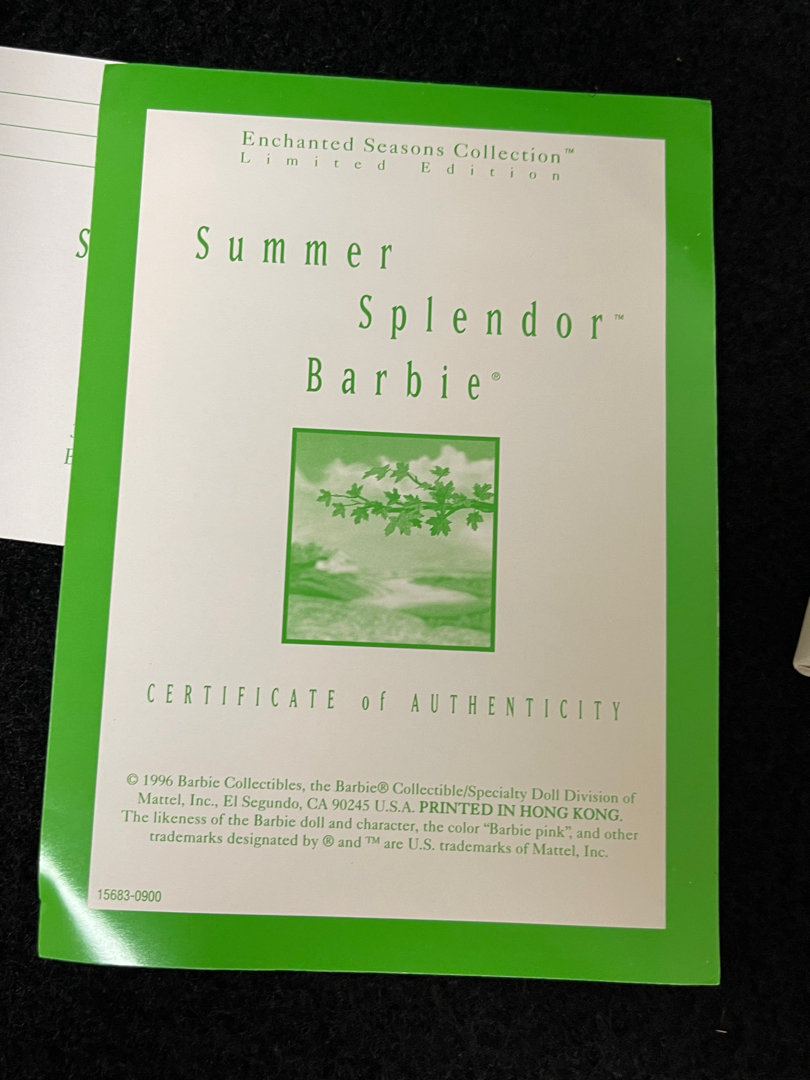 Enchanted Seasons Collection™
Limited Edition
Summer
Splendor™
Barbie®
CERTIFICATE of AUTHENTICITY
© 1996 Barbie Collectibles, the Barbie® Collectible/Specialty Doll Division of
Mattel, Inc., El Segundo, CA 90245 U.S.A. PRINTED IN HONG KONG.
The likeness of the Barbie doll and character, the color “Barbie pink”, and other
trademarks designated by ® and ™ are U.S. trademarks of Mattel, Inc.
15683-0900
S